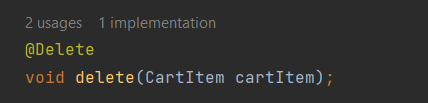 2 usages 1 implementation
@Delete
void delete(CartItem cartItem);